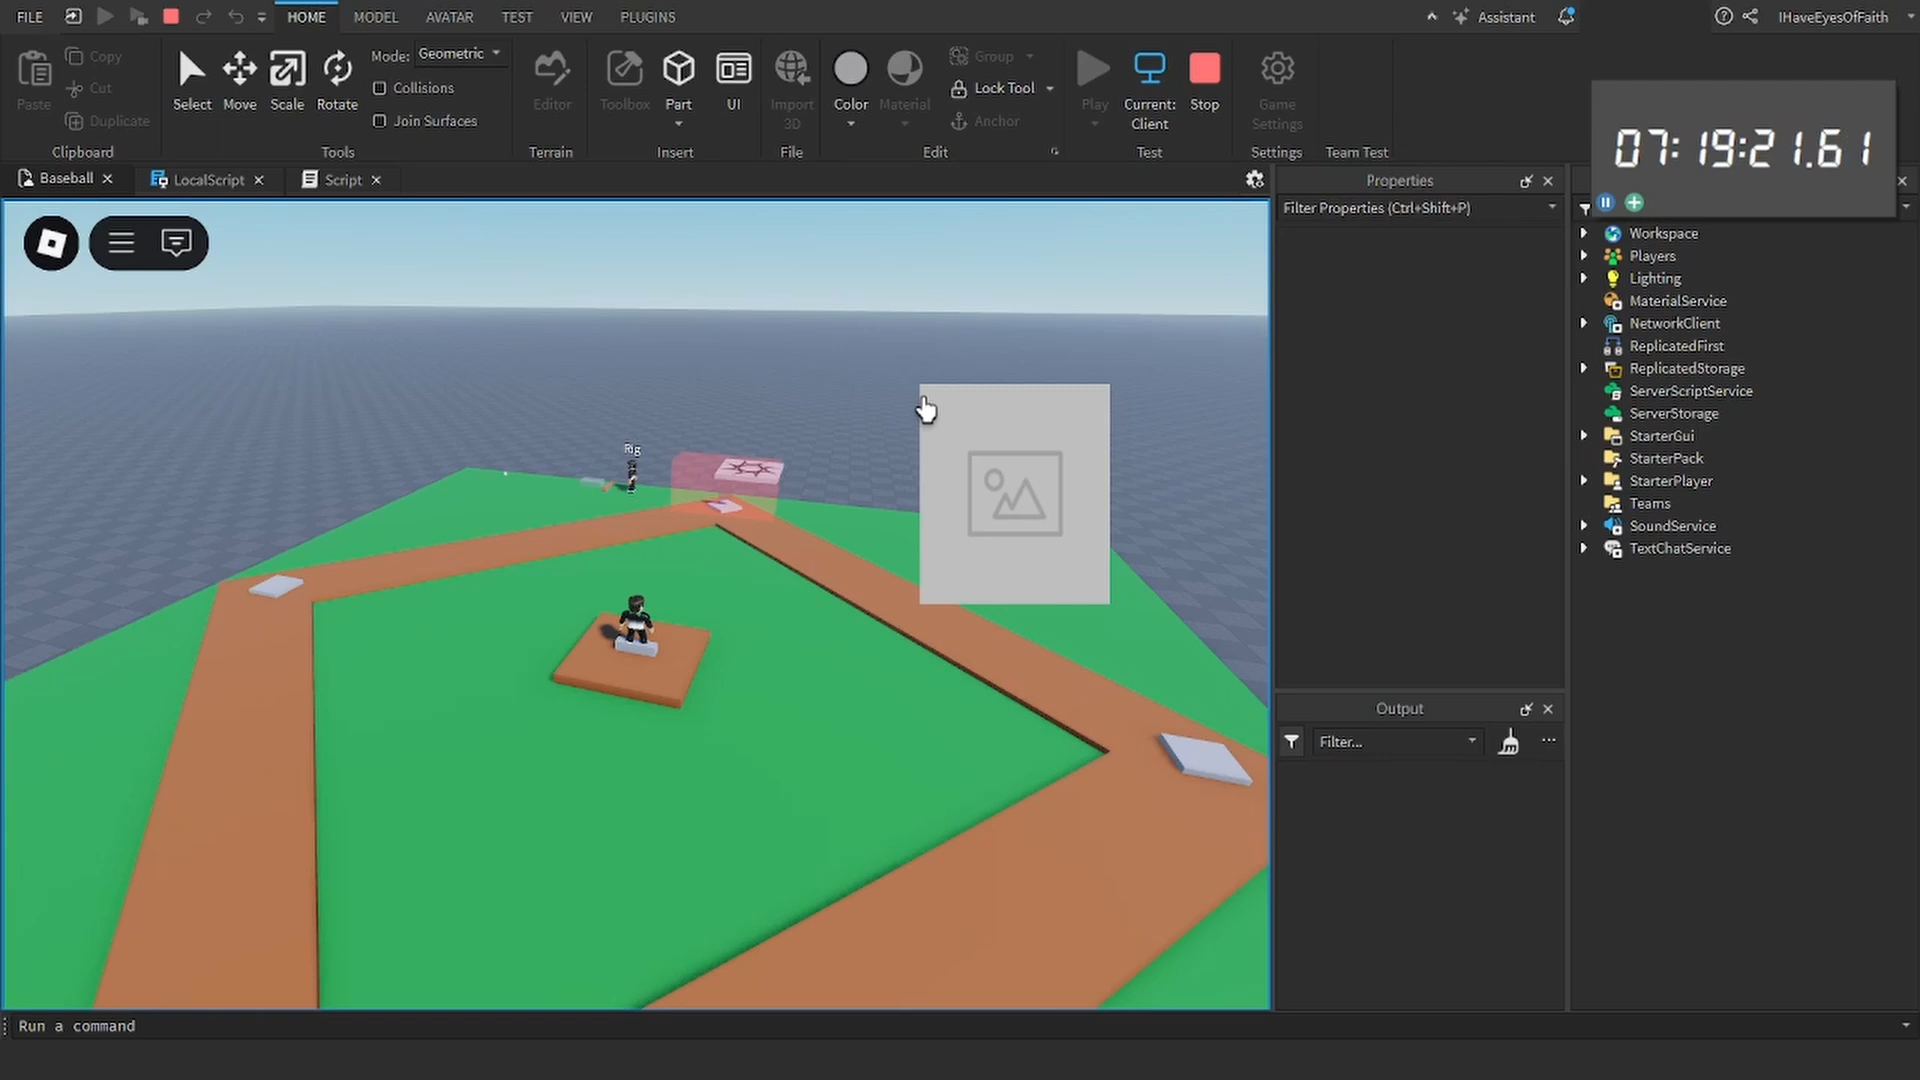 FILE HOME MODEL AVATAR TEST VIEW PLUGINS Assistant IHaveEyesOfFaith
Paste Copy Cut Duplicate
Clipboard
Select Move Scale Rotate
Mode: Geometric
Collisions
Join Surfaces
Tools
Editor
Terrain
Toolbox Part UI
Insert
Import 3D
File
Color Material
Group
Lock Tool
Anchor
Edit
Play Current: Client Stop
Test
Game Settings
Settings
Team Test
07:19:21.61
Baseball LocalScript Script
Properties
Filter Properties (Ctrl+Shift+P)
Workspace
Players
Lighting
MaterialService
NetworkClient
ReplicatedFirst
ReplicatedStorage
ServerScriptService
ServerStorage
StarterGui
StarterPack
StarterPlayer
Teams
SoundService
TextChatService
Rig
Output
Filter...
Run a command